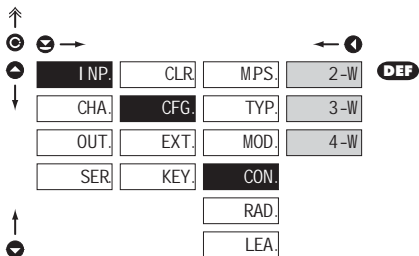 INP. CLR. MPS. 2-W DEF
CHA. CFG. TYP. 3-W
OUT. EXT. MOD. 4-W
SER. KEY. CON.
RAD.
LEA.